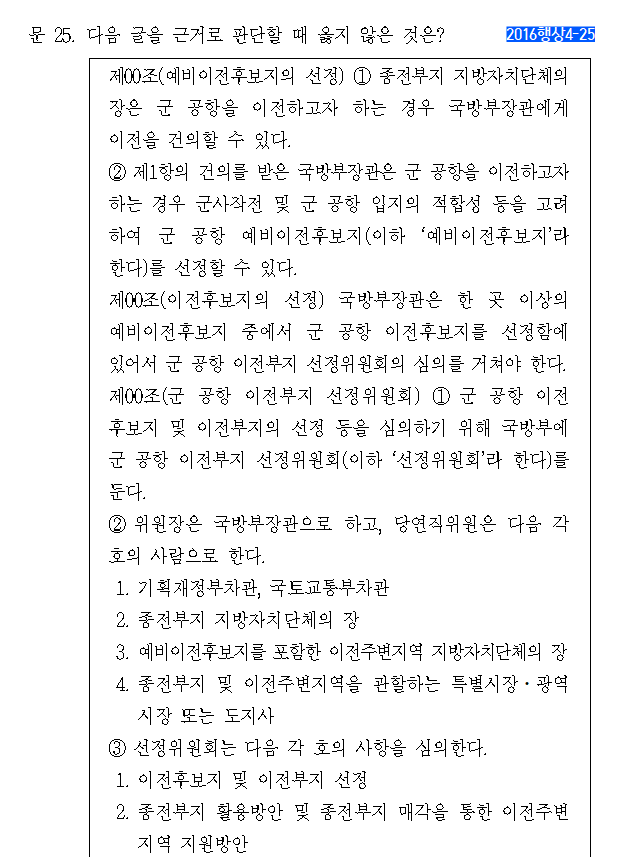 문 25. 다음 글을 근거로 판단할 때 옳지 않은 것은? 2016행상4-25
제00조(예비이전후보지의 선정) ① 종전부지 지방자치단체의
장은 군 공항을 이전하고자 하는 경우 국방부장관에게
이전을 건의할 수 있다.
② 제1항의 건의를 받은 국방부장관은 군 공항을 이전하고자
하는 경우 군사작전 및 군 공항 입지의 적합성 등을 고려
하여 군 공항 예비이전후보지(이하 ‘예비이전후보지’라
한다)를 선정할 수 있다.
제00조(이전후보지의 선정) 국방부장관은 한 곳 이상의
예비이전후보지 중에서 군 공항 이전후보지를 선정함에
있어서 군 공항 이전부지 선정위원회의 심의를 거쳐야 한다.
제00조(군 공항 이전부지 선정위원회) ① 군 공항 이전
후보지 및 이전부지의 선정 등을 심의하기 위해 국방부에
군 공항 이전부지 선정위원회(이하 ‘선정위원회’라 한다)를
둔다.
② 위원장은 국방부장관으로 하고, 당연직위원은 다음 각
호의 사람으로 한다.
1. 기획재정부차관, 국토교통부차관
2. 종전부지 지방자치단체의 장
3. 예비이전후보지를 포함한 이전주변지역 지방자치단체의 장
4. 종전부지 및 이전주변지역을 관할하는 특별시장·광역
시장 또는 도지사
③ 선정위원회는 다음 각 호의 사항을 심의한다.
1. 이전후보지 및 이전부지 선정
2. 종전부지 활용방안 및 종전부지 매각을 통한 이전주변
지역 지원방안